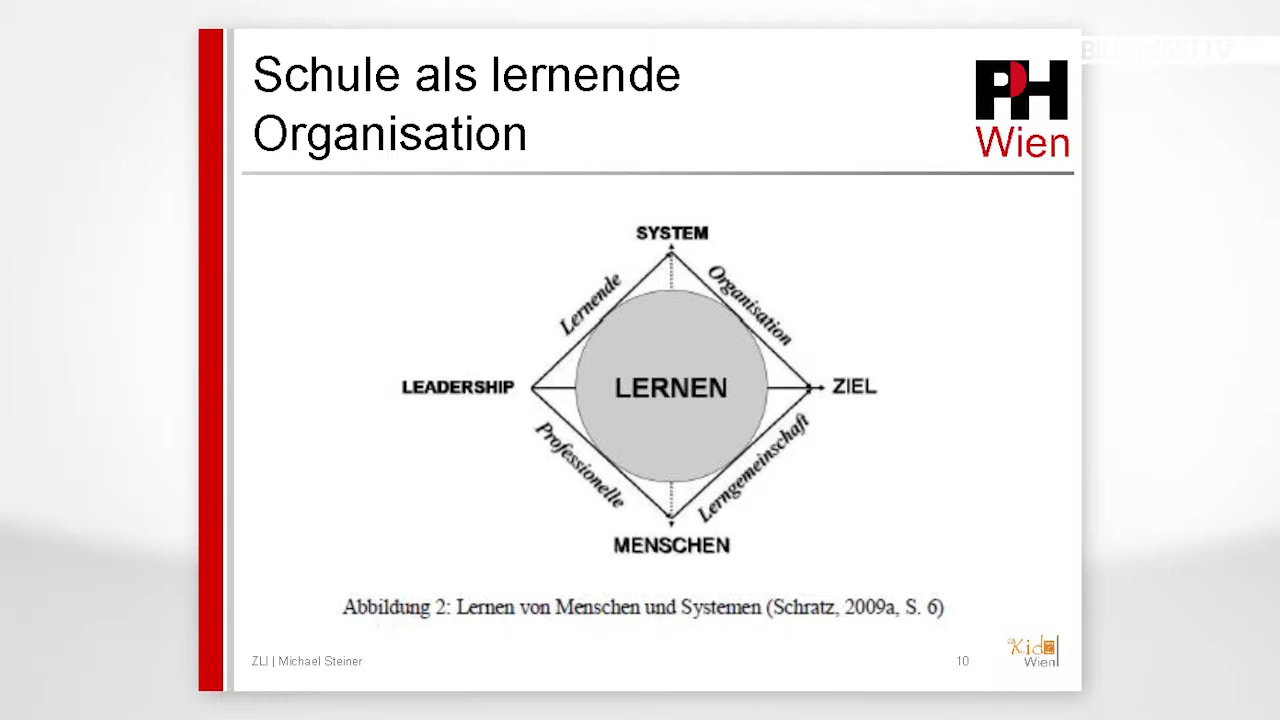 Schule als lernende
Organisation
PH
Wien
SYSTEM
Lernende
Organisation
LEADERSHIP
LERNEN
ZIEL
Professionelle
Lerngemeinschaft
MENSCHEN
Abbildung 2: Lernen von Menschen und Systemen (Schratz, 2009a, S. 6)
ZLI | Michael Steiner
10
Kidz
Wien